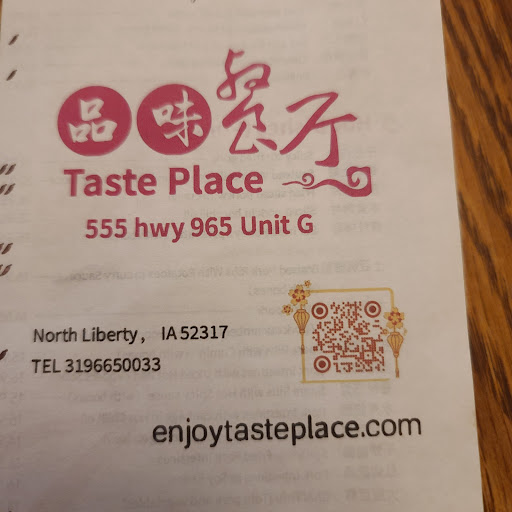 品味餐厅
Taste Place
555 hwy 965 Unit G
North Liberty, IA 52317
TEL 3196650033
enjoytasteplace.com